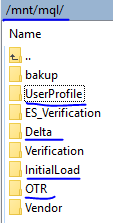 /mnt/mql/
Name
..
bakup
UserProfile
ES_Verification
Delta
Verification
InitialLoad
OTR
Vendor